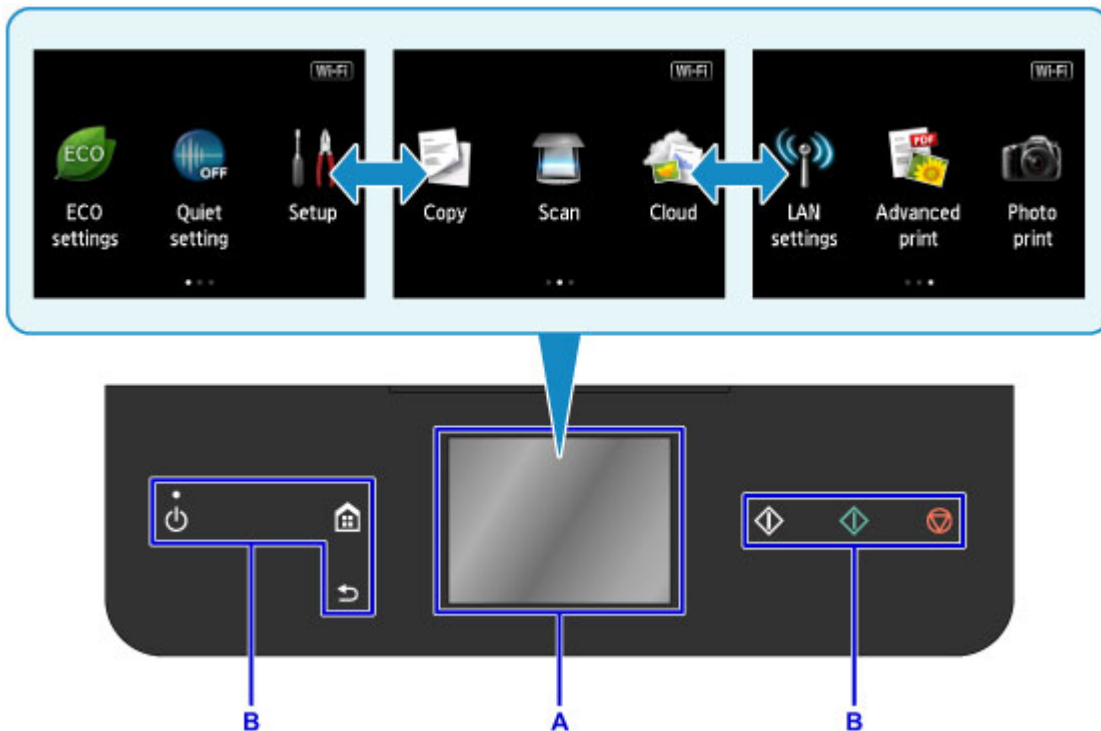 Wi-Fi
ECO
OFF
ECO
settings
Quiet
setting
Setup
Wi-Fi
Copy
Scan
Cloud
Wi-Fi
PDF
LAN
settings
Advanced
print
Photo
print
B
A
B